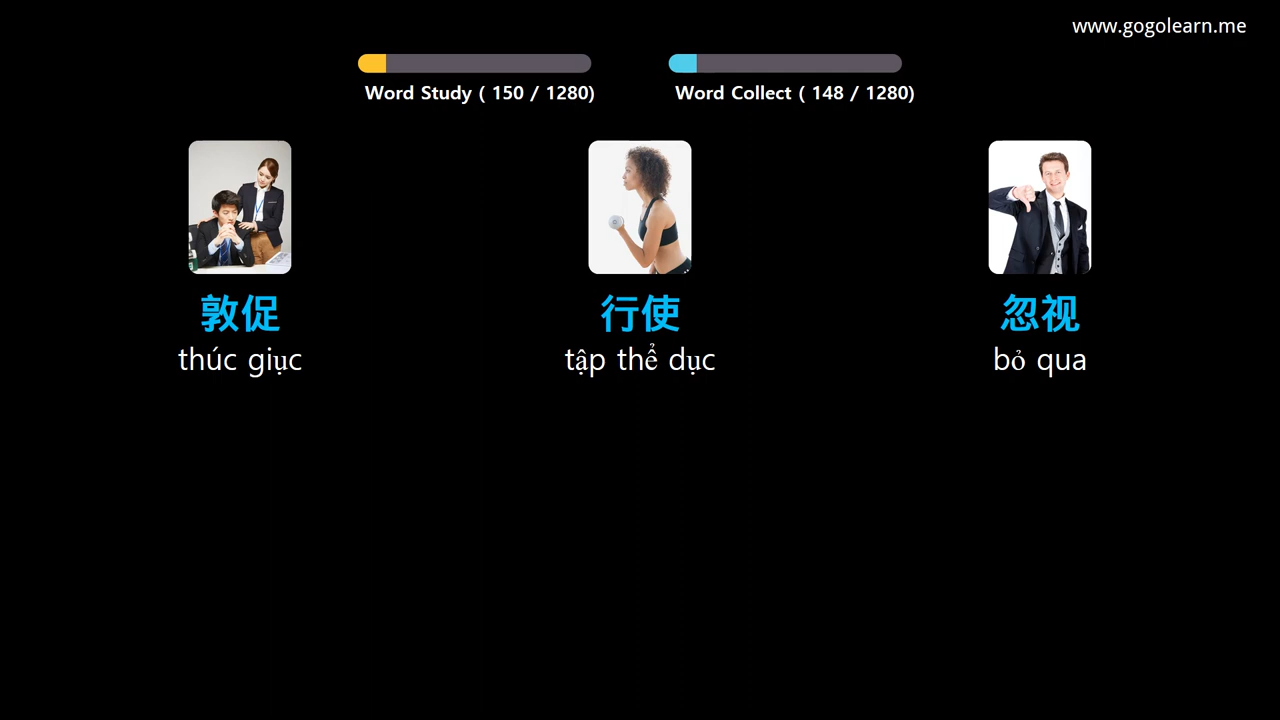 www.gogolearn.me
Word Study ( 150 / 1280)
Word Collect ( 148 / 1280)
敦促
行使
忽视
thúc giục
tập thể dục
bỏ qua